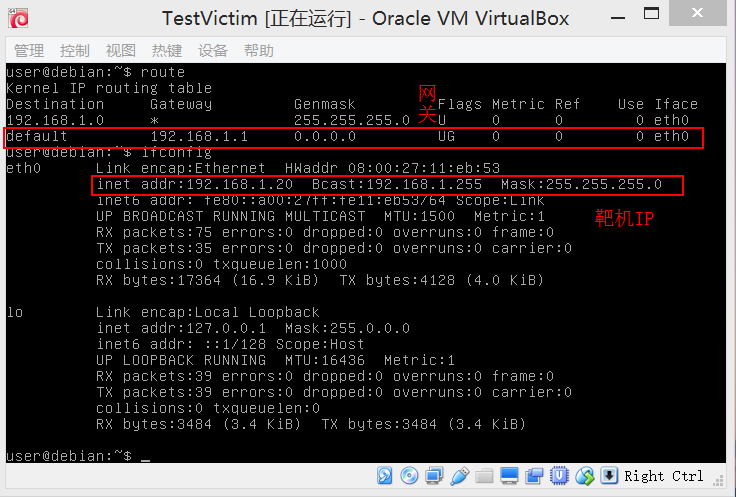 TestVictim [正在运行] - Oracle VM VirtualBox
管理 控制 视图 热键 设备 帮助
user@debian:~$ route
Kernel IP routing table
网关
Destination Gateway Genmask Flags Metric Ref Use Iface
192.168.1.0 * 255.255.255.0 U 0 0 0 eth0
default 192.168.1.1 0.0.0.0 UG 0 0 0 eth0
user@debian:~$ ifconfig
eth0 Link encap:Ethernet HWaddr 08:00:27:11:eb:53
inet addr:192.168.1.20 Bcast:192.168.1.255 Mask:255.255.255.0
inet6 addr: fe80::a00:27ff:fe11:eb53/64 Scope:Link
UP BROADCAST RUNNING MULTICAST MTU:1500 Metric:1
靶机IP
RX packets:75 errors:0 dropped:0 overruns:0 frame:0
TX packets:35 errors:0 dropped:0 overruns:0 carrier:0
collisions:0 txqueuelen:1000
RX bytes:17364 (16.9 KiB) TX bytes:4128 (4.0 KiB)
lo Link encap:Local Loopback
inet addr:127.0.0.1 Mask:255.0.0.0
inet6 addr: ::1/128 Scope:Host
UP LOOPBACK RUNNING MTU:16436 Metric:1
RX packets:39 errors:0 dropped:0 overruns:0 frame:0
TX packets:39 errors:0 dropped:0 overruns:0 carrier:0
collisions:0 txqueuelen:0
RX bytes:3484 (3.4 KiB) TX bytes:3484 (3.4 KiB)
user@debian:~$ _
Right Ctrl